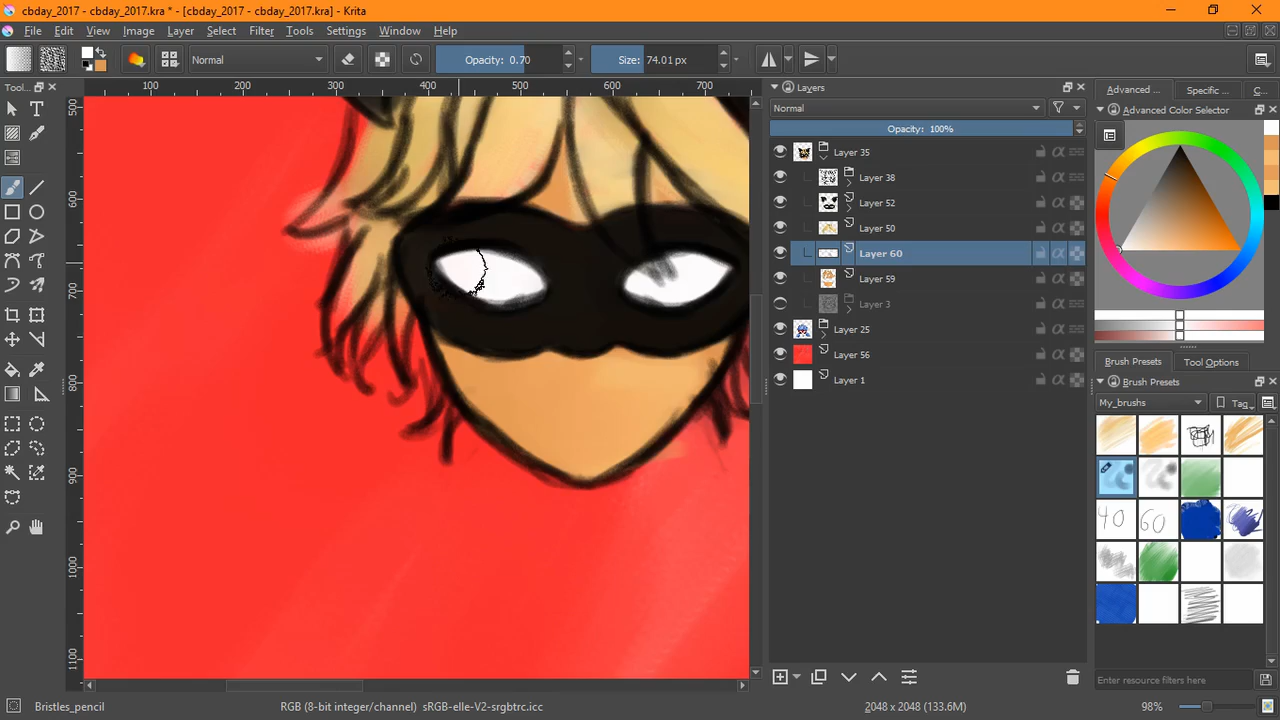 cbday_2017 - cbday_2017.kra * - [cbday_2017 - cbday_2017.kra] - Krita
File Edit View Image Layer Select Filter Tools Settings Window Help
Normal Opacity: 0.70 Size: 74.01 px
Tool...
100 200 300 400 500 600 700
500
600
700
800
900
1000
1100
Layers
Normal
Opacity: 100%
Layer 35
Layer 38
Layer 52
Layer 50
Layer 60
Layer 59
Layer 3
Layer 25
Layer 56
Layer 1
Advanced ... Specific ... C...
Advanced Color Selector
Brush Presets Tool Options
Brush Presets
My_brushes Tag
40 60
Enter resource filters here
Bristles_pencil RGB (8-bit integer/channel) sRGB-elle-V2-srgbtrc.icc 2048 x 2048 (133.6M) 98%